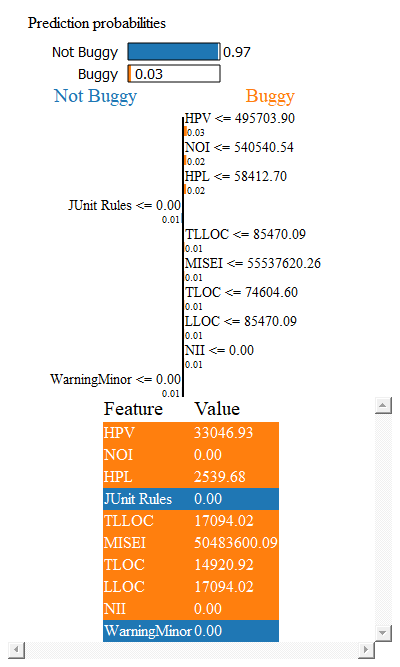 Prediction probabilities
Not Buggy 0.97
Buggy 0.03
Not Buggy Buggy
HPV <= 495703.90
0.03
NOI <= 540540.54
0.02
HPL <= 58412.70
0.02
JUnit Rules <= 0.00
0.01
TLLOC <= 85470.09
0.01
MISEI <= 55537620.26
0.01
TLOC <= 74604.60
0.01
LLOC <= 85470.09
0.01
NII <= 0.00
0.01
WarningMinor <= 0.00
0.01
Feature Value
HPV 33046.93
NOI 0.00
HPL 2539.68
JUnit Rules 0.00
TLLOC 17094.02
MISEI 50483600.09
TLOC 14920.92
LLOC 17094.02
NII 0.00
WarningMinor 0.00